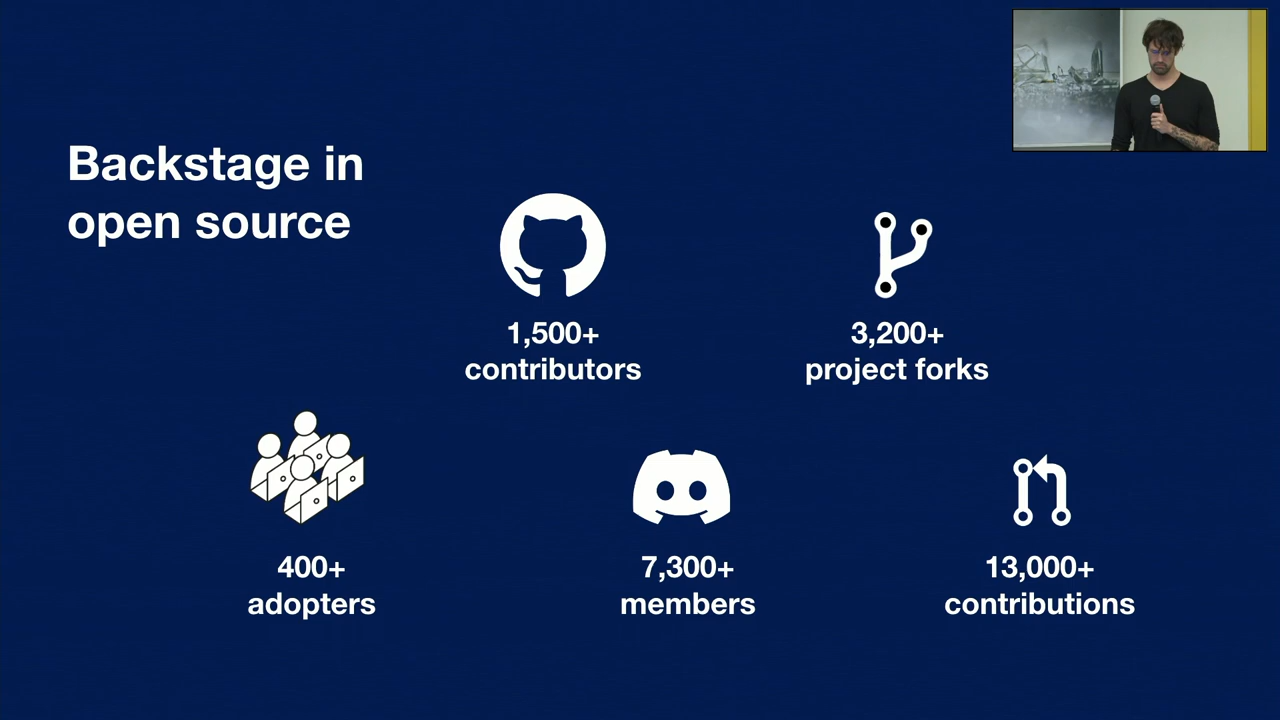 Backstage in
open source
1,500+
contributors
3,200+
project forks
400+
adopters
7,300+
members
13,000+
contributions